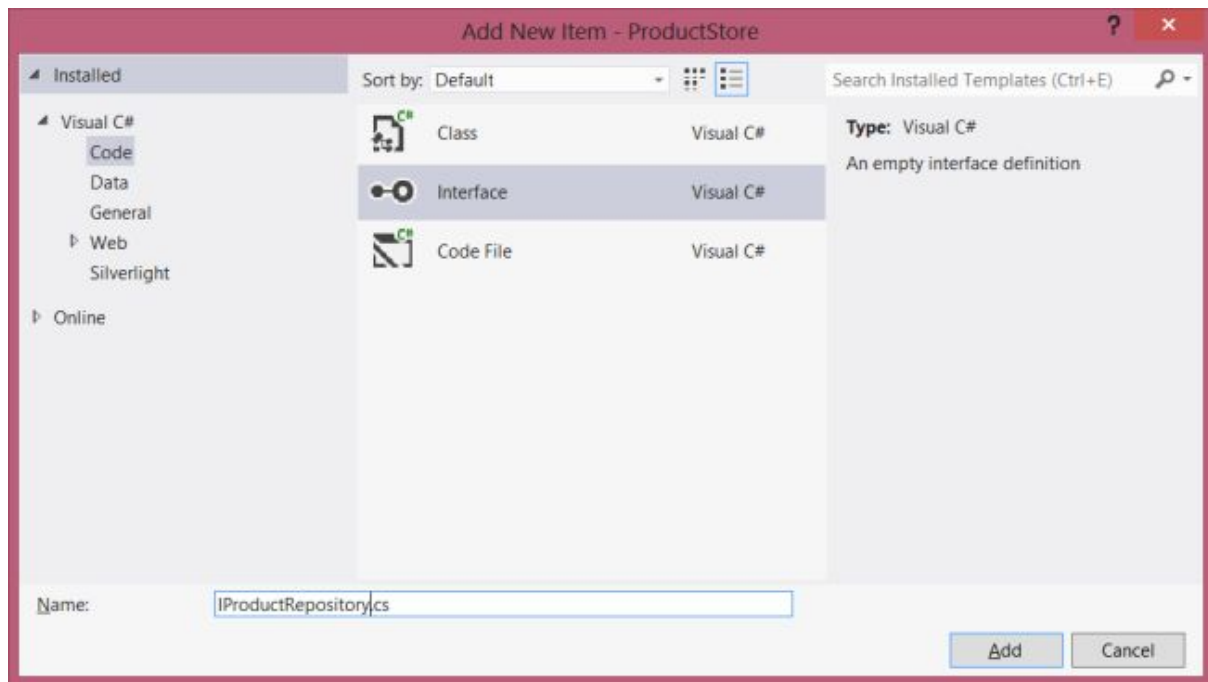 Add New Item - ProductStore
? ×
Installed
Sort by: Default
Search Installed Templates (Ctrl+E)
Visual C#
Code
Data
General
Web
Silverlight
Online
C# Class Visual C#
Interface Visual C#
C# Code File Visual C#
Type: Visual C#
An empty interface definition
Name: IProductRepository.cs
Add Cancel